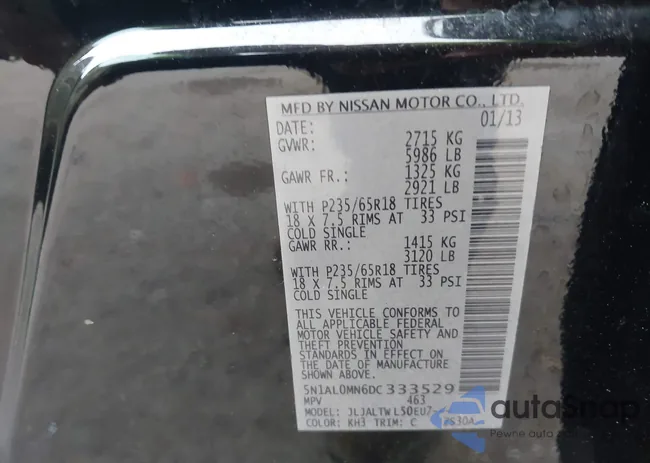 MFD BY NISSAN MOTOR CO., LTD.
DATE: 01/13
GVWR: 2715 KG
5986 LB
GAWR FR.: 1325 KG
2921 LB
WITH P235/65R18 TIRES
18 X 7.5 RIMS AT 33 PSI
COLD SINGLE
GAWR RR.: 1415 KG
3120 LB
WITH P235/65R18 TIRES
18 X 7.5 RIMS AT 33 PSI
COLD SINGLE
THIS VEHICLE CONFORMS TO
ALL APPLICABLE FEDERAL
MOTOR VEHICLE SAFETY AND
THEFT PREVENTION
STANDARDS IN EFFECT ON
THE DATE OF MANUFACTURE
SHOWN ABOVE.
5N1AL0MN6DC333529
MPV 463
MODEL: JLJALTWL50EU7
COLOR: KH3 TRIM: C
autoSnap
Pewne auto z